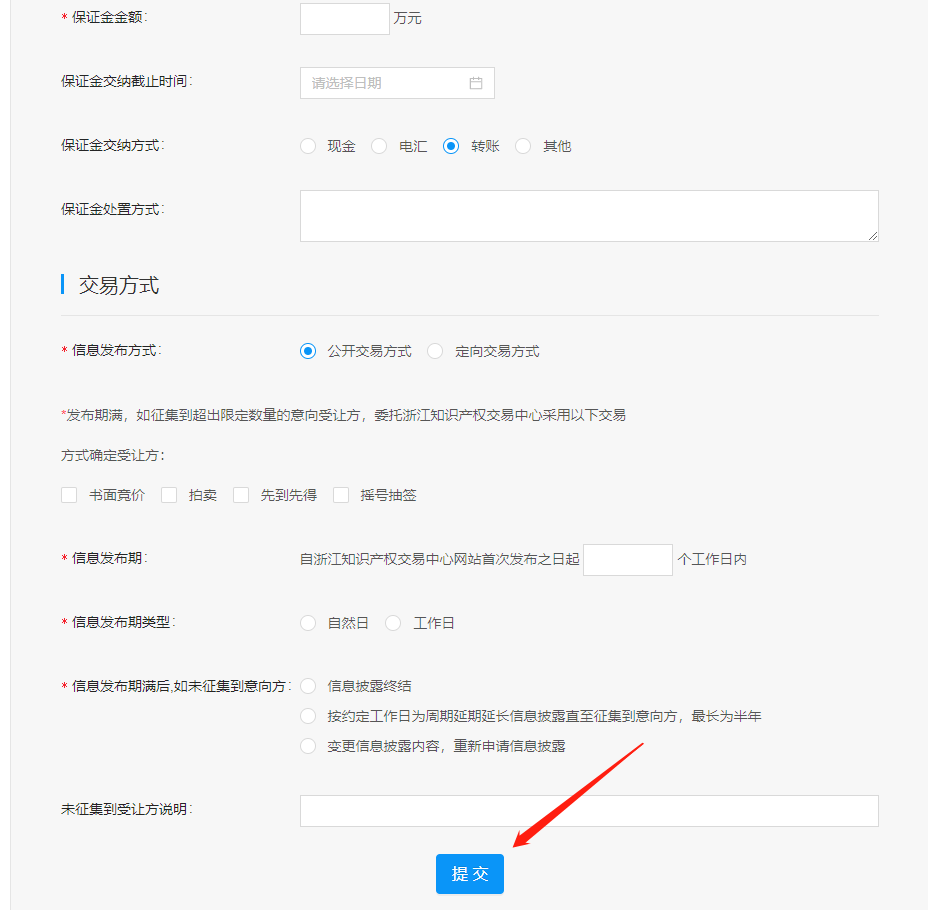 * 保证金金额: 万元
保证金交纳截止时间: 请选择日期
保证金交纳方式: 现金 电汇 转账 其他
保证金处置方式:
交易方式
* 信息发布方式: 公开交易方式 定向交易方式
*发布期满，如征集到超出限定数量的意向受让方，委托浙江知识产权交易中心采用以下交易
方式确定受让方：
书面竞价 拍卖 先到先得 摇号抽签
* 信息发布期: 自浙江知识产权交易中心网站首次发布之日起 个工作日内
* 信息发布期类型: 自然日 工作日
* 信息发布期满后,如未征集到意向方: 信息披露终结
按约定工作日为周期延期延长信息披露直至征集到意向方，最长为半年
变更信息披露内容，重新申请信息披露
未征集到受让方说明:
提 交